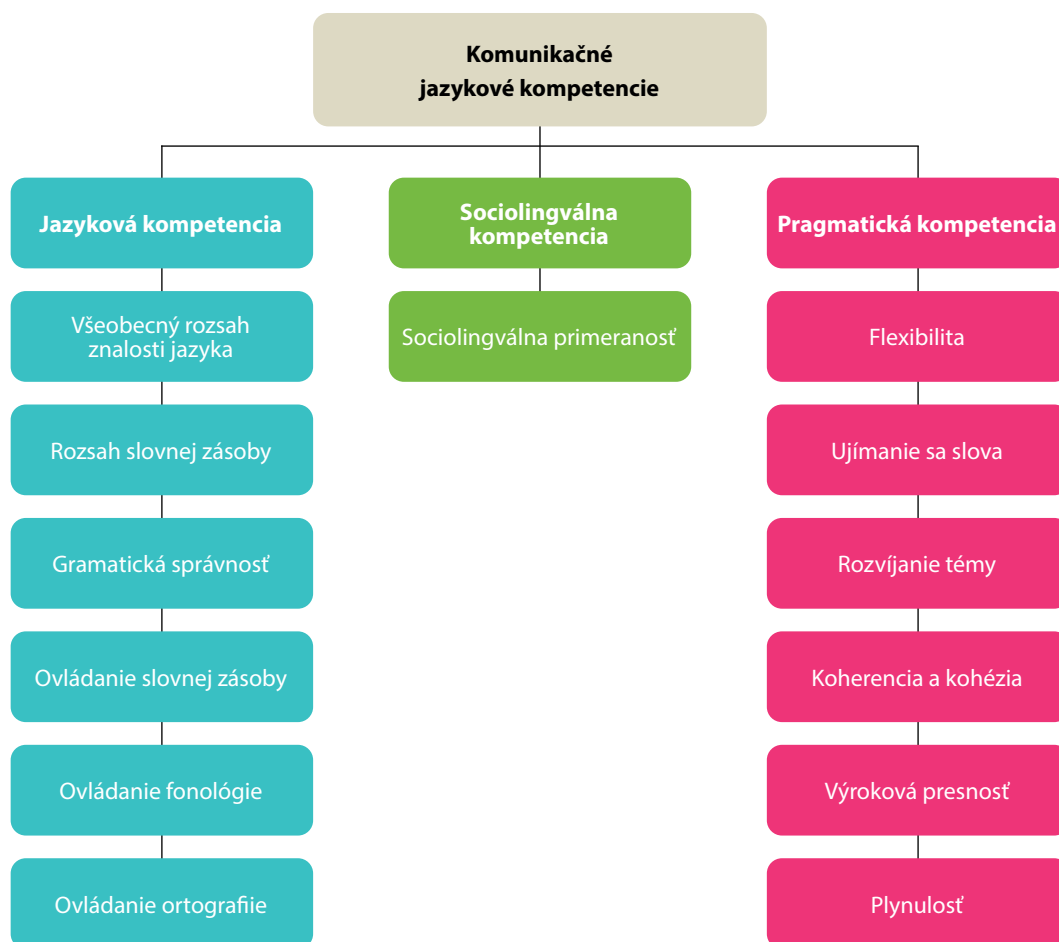 Komunikačné
jazykové kompetencie
Jazyková kompetencia
Všeobecný rozsah
znalosti jazyka
Rozsah slovnej zásoby
Gramatická správnosť
Ovládanie slovnej zásoby
Ovládanie fonológie
Ovládanie ortografiie
Sociolingválna
kompetencia
Sociolingválna primeranosť
Pragmatická kompetencia
Flexibilita
Ujímanie sa slova
Rozvíjanie témy
Koherencia a kohézia
Výroková presnosť
Plynulosť